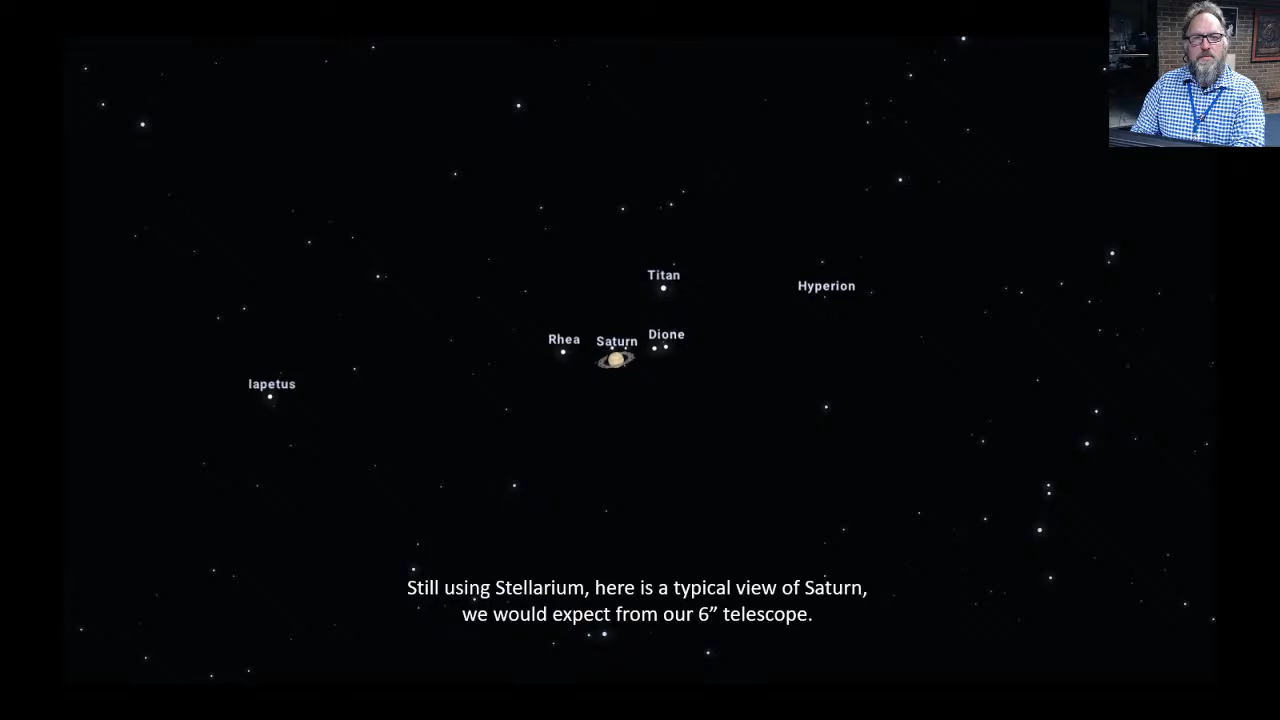 Titan
Hyperion
Dione
Rhea
Saturn
Iapetus
Still using Stellarium, here is a typical view of Saturn,
we would expect from our 6” telescope.